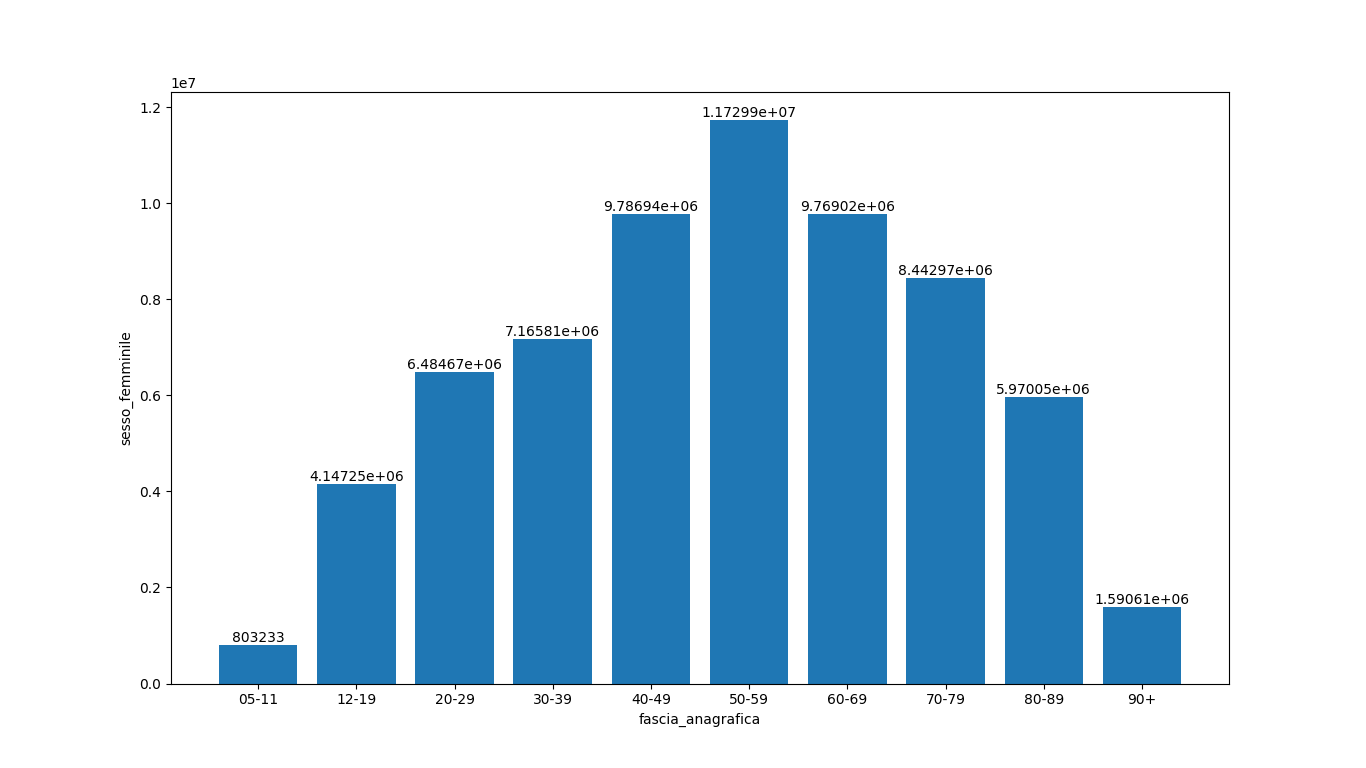 1e7
1.2
1.0
0.8
0.6
0.4
0.2
0.0
sesso_femminile
803233
4.14725e+06
6.48467e+06
7.16581e+06
9.78694e+06
1.17299e+07
9.76902e+06
8.44297e+06
5.97005e+06
1.59061e+06
05-11 12-19 20-29 30-39 40-49 50-59 60-69 70-79 80-89 90+
fascia_anagrafica